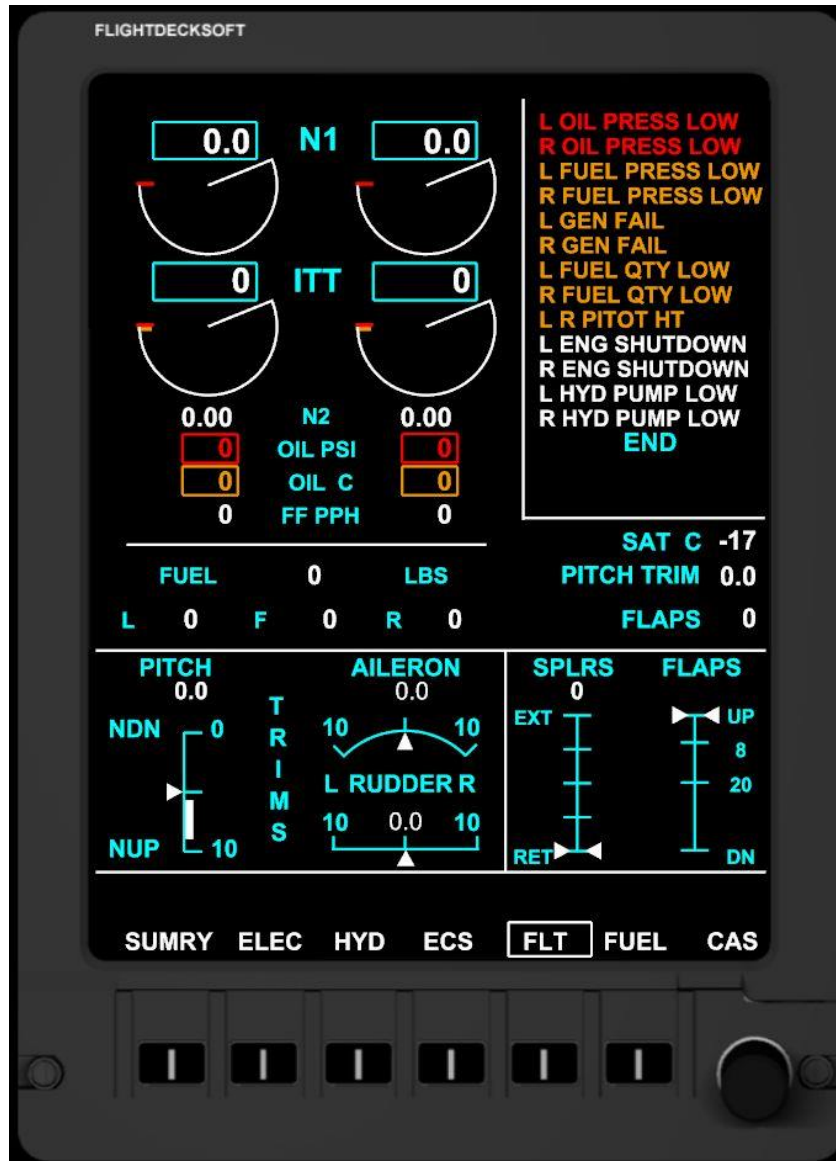 FLIGHTDECKSOFT
0.0 N1 0.0
0 ITT 0
0.00 N2 0.00
0 OIL PSI 0
0 OIL C 0
0 FF PPH 0
L OIL PRESS LOW
R OIL PRESS LOW
L FUEL PRESS LOW
R FUEL PRESS LOW
L GEN FAIL
R GEN FAIL
L FUEL QTY LOW
R FUEL QTY LOW
L R PITOT HT
L ENG SHUTDOWN
R ENG SHUTDOWN
L HYD PUMP LOW
R HYD PUMP LOW
END
FUEL 0 LBS
L 0 F 0 R 0
SAT C -17
PITCH TRIM 0.0
FLAPS 0
PITCH
0.0
NDN 0
NUP 10
TRIMS
AILERON
0.0
10 10
L RUDDER R
10 0.0 10
SPLRS
0
EXT
RET
FLAPS
UP
8
20
DN
SUMRY ELEC HYD ECS FLT FUEL CAS